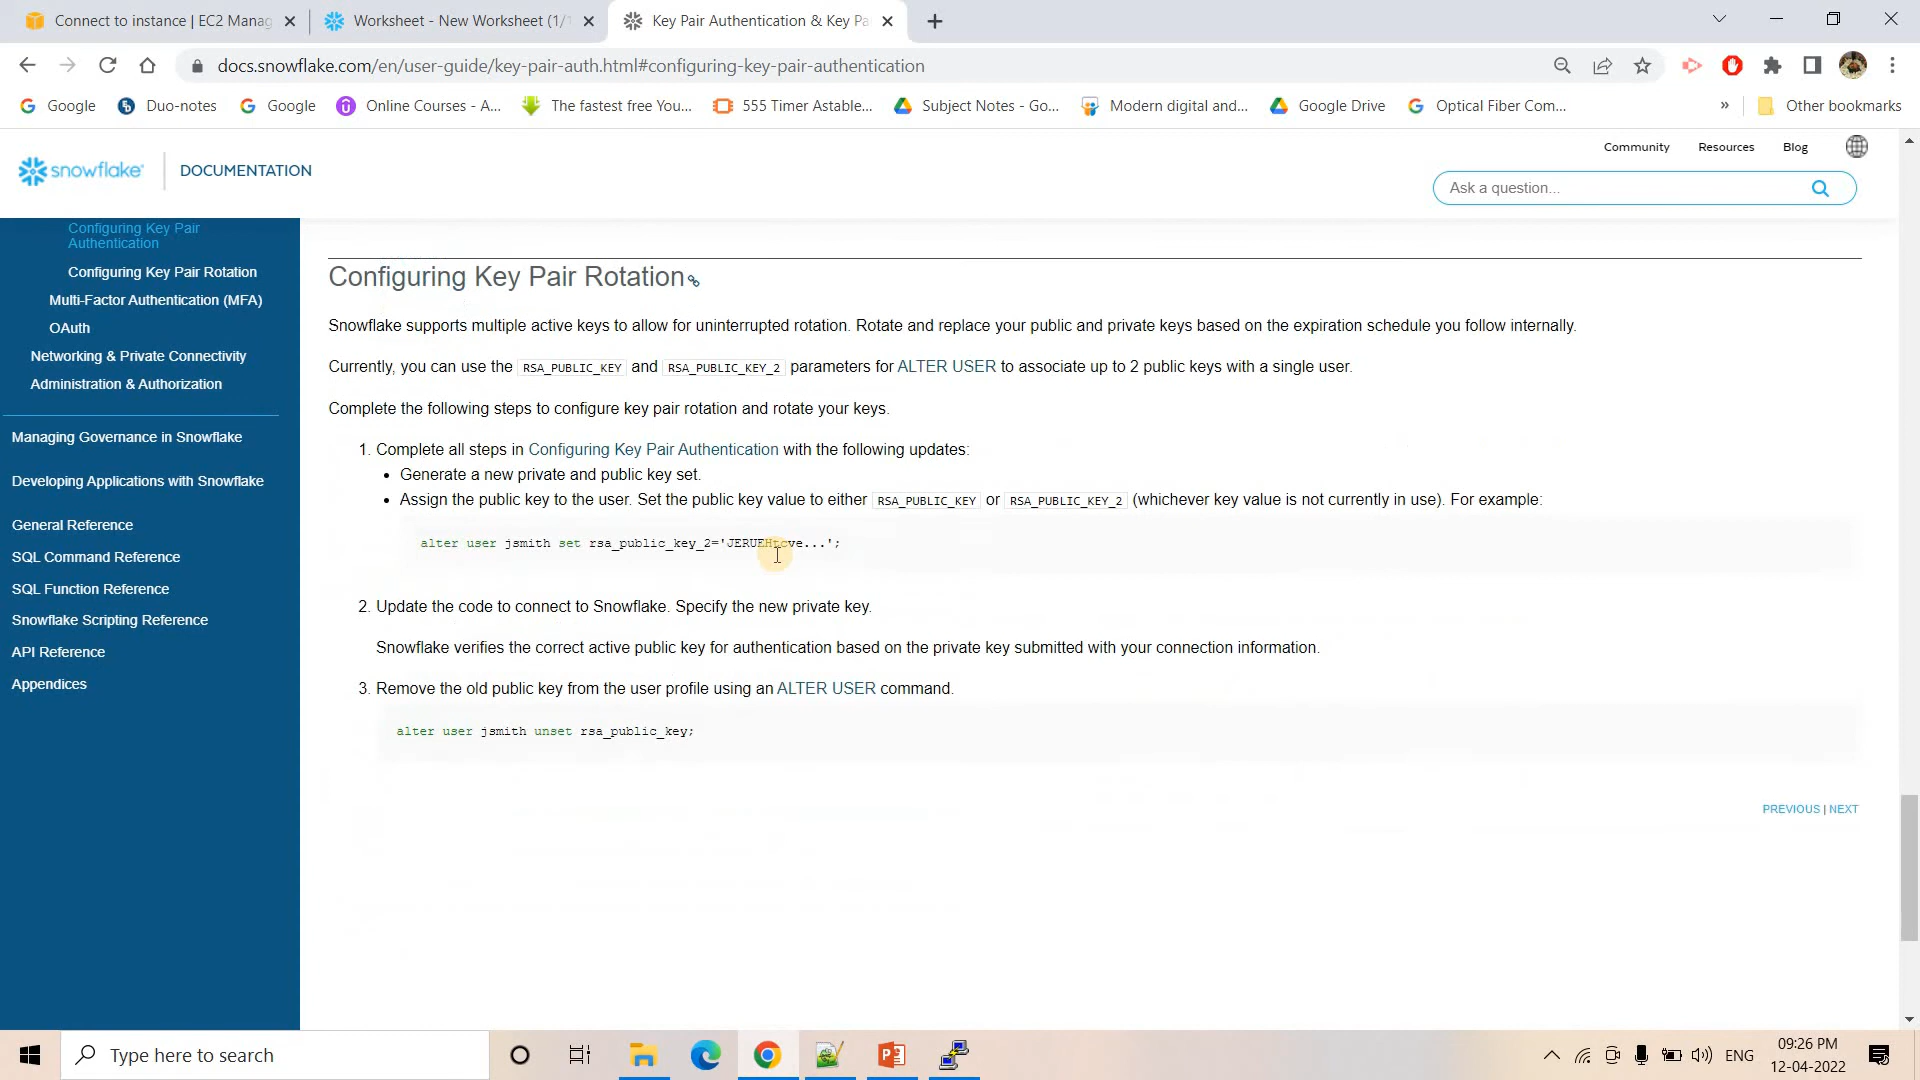 Connect to instance | EC2 Manag
Worksheet - New Worksheet (1/1
Key Pair Authentication & Key Pa
docs.snowflake.com/en/user-guide/key-pair-auth.html#configuring-key-pair-authentication
Google
Duo-notes
Google
Online Courses - A...
The fastest free You...
555 Timer Astable...
Subject Notes - Go...
Modern digital and...
Google Drive
Optical Fiber Com...
»
Other bookmarks
snowflake
DOCUMENTATION
Community
Resources
Blog
Ask a question...
Configuring Key Pair
Authentication
Configuring Key Pair Rotation
Multi-Factor Authentication (MFA)
OAuth
Networking & Private Connectivity
Administration & Authorization
Managing Governance in Snowflake
Developing Applications with Snowflake
General Reference
SQL Command Reference
SQL Function Reference
Snowflake Scripting Reference
API Reference
Appendices
Configuring Key Pair Rotation
Snowflake supports multiple active keys to allow for uninterrupted rotation. Rotate and replace your public and private keys based on the expiration schedule you follow internally.
Currently, you can use the RSA_PUBLIC_KEY and RSA_PUBLIC_KEY_2 parameters for ALTER USER to associate up to 2 public keys with a single user.
Complete the following steps to configure key pair rotation and rotate your keys.
1. Complete all steps in Configuring Key Pair Authentication with the following updates:
• Generate a new private and public key set.
• Assign the public key to the user. Set the public key value to either RSA_PUBLIC_KEY or RSA_PUBLIC_KEY_2 (whichever key value is not currently in use). For example:
alter user jsmith set rsa_public_key_2='JERUEHtcve...';
2. Update the code to connect to Snowflake. Specify the new private key.
Snowflake verifies the correct active public key for authentication based on the private key submitted with your connection information.
3. Remove the old public key from the user profile using an ALTER USER command.
alter user jsmith unset rsa_public_key;
PREVIOUS | NEXT
Type here to search
ENG
09:26 PM
12-04-2022